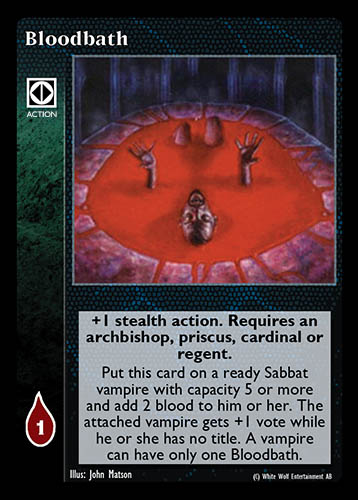 Bloodbath
ACTION
+1 stealth action. Requires an
archbishop, priscus, cardinal or
regent.
Put this card on a ready Sabbat
vampire with capacity 5 or more
and add 2 blood to him or her. The
attached vampire gets +1 vote while
he or she has no title. A vampire
can have only one Bloodbath.
1
Illus: John Matson
(C) White Wolf Entertainment AB